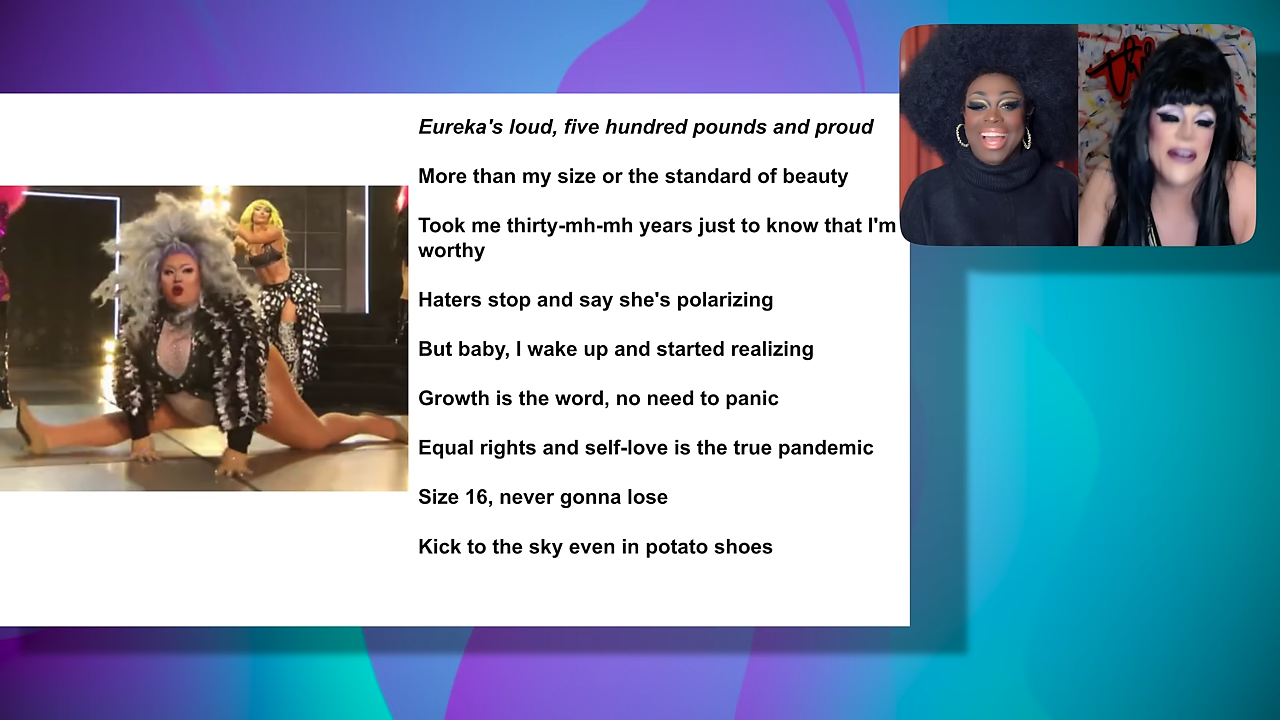 Eureka's loud, five hundred pounds and proud
More than my size or the standard of beauty
Took me thirty-mh-mh years just to know that I'm
worthy
Haters stop and say she's polarizing
But baby, I wake up and started realizing
Growth is the word, no need to panic
Equal rights and self-love is the true pandemic
Size 16, never gonna lose
Kick to the sky even in potato shoes